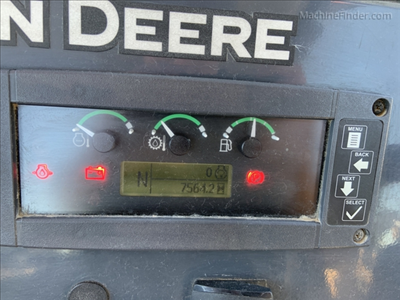 MachineFinder.com
N DEERE
MENU
BACK
NEXT
SELECT
0
N
7561.2 H